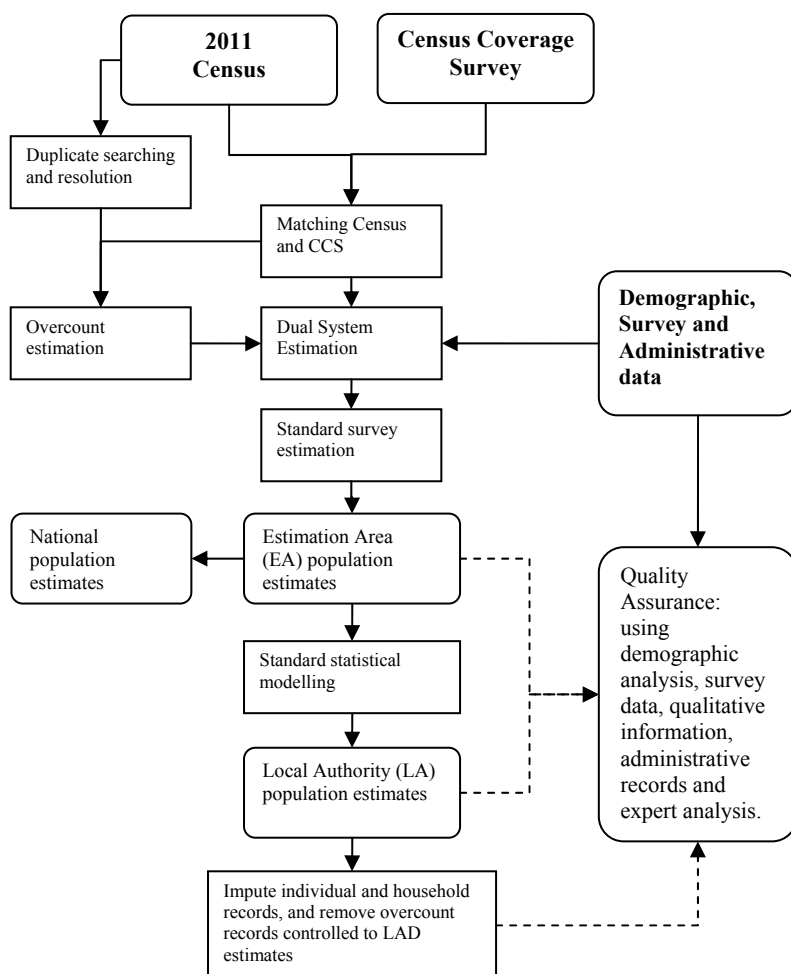 2011
Census
Census Coverage
Survey
Duplicate searching
and resolution
Matching Census
and CCS
Overcount
estimation
Dual System
Estimation
Demographic,
Survey and
Administrative
data
Standard survey
estimation
National
population
estimates
Estimation Area
(EA) population
estimates
Quality
Assurance:
using
demographic
analysis, survey
data, qualitative
information,
administrative
records and
expert analysis.
Standard statistical
modelling
Local Authority (LA)
population estimates
Impute individual and household
records, and remove overcount
records controlled to LAD
estimates